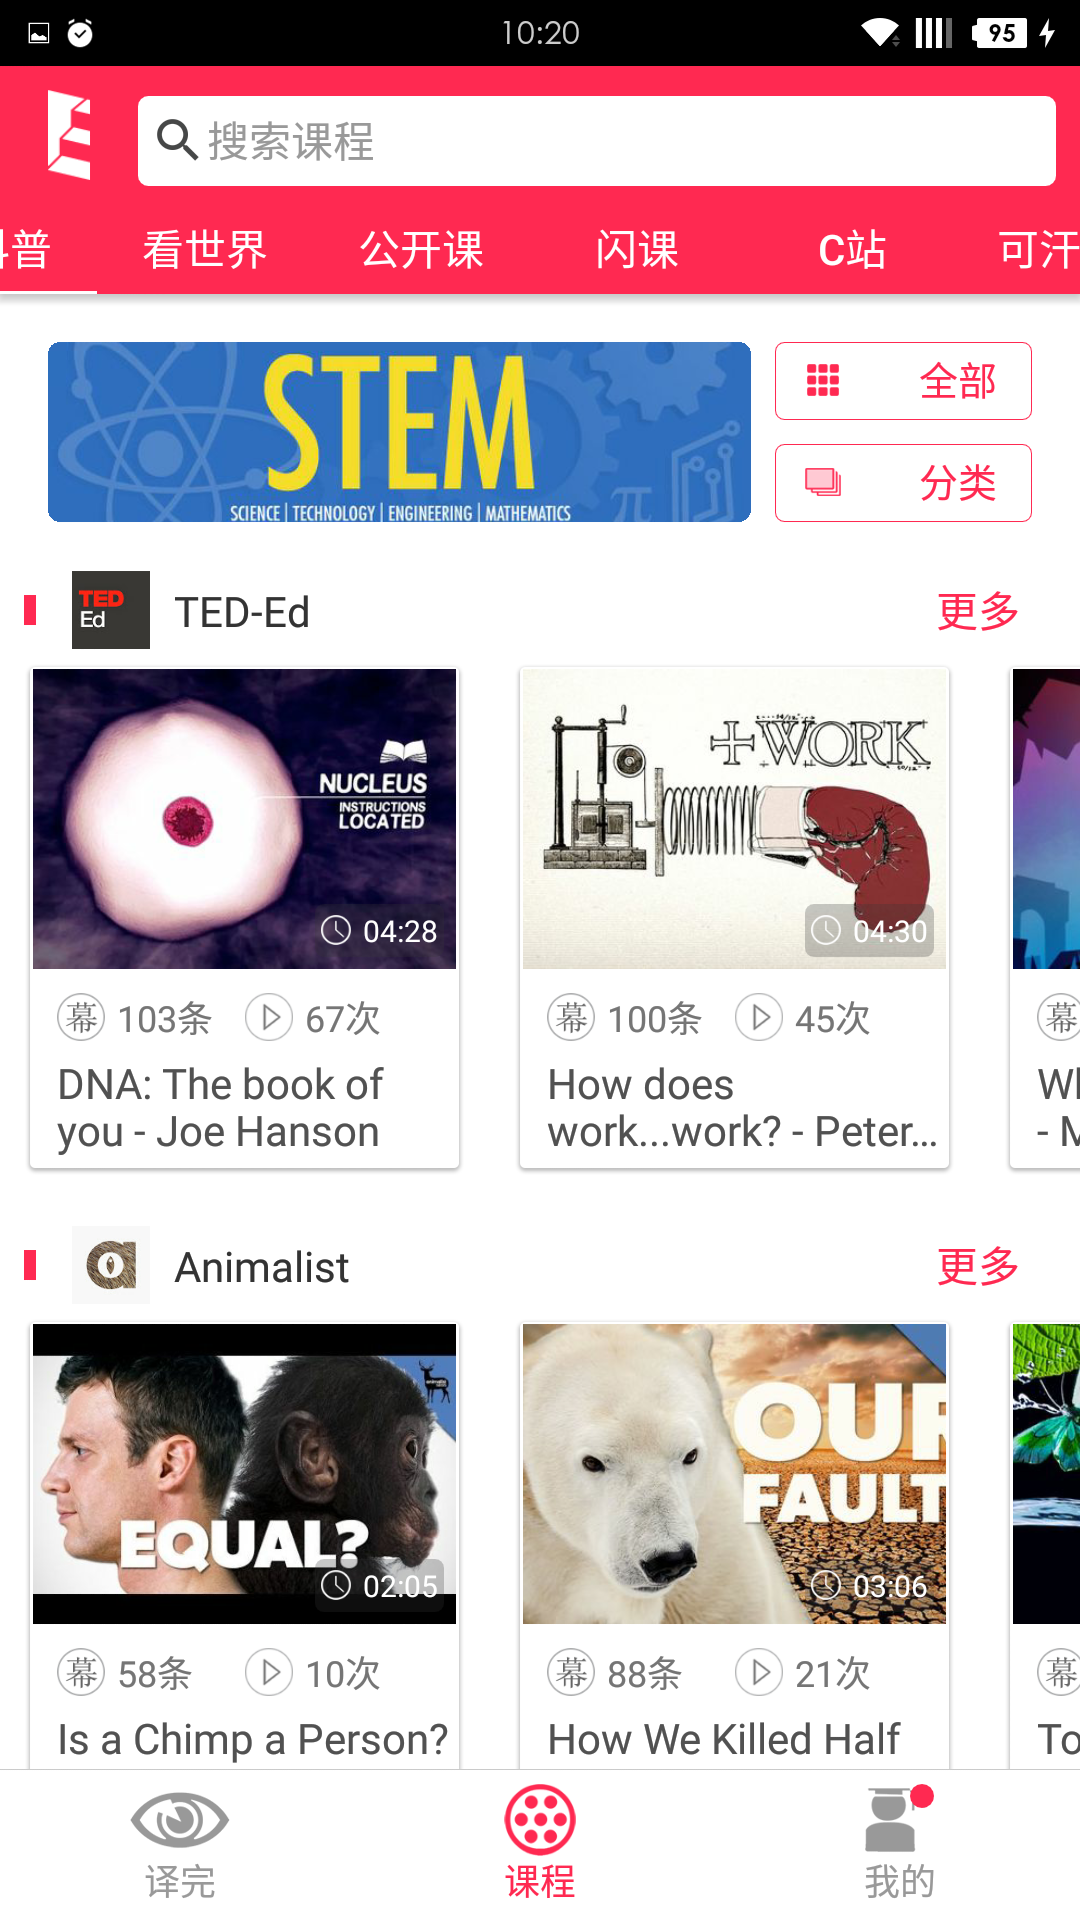 10:20
95
搜索课程
科普 看世界 公开课 闪课 C站 可汗
STEM
SCIENCE | TECHNOLOGY | ENGINEERING | MATHEMATICS
全部
分类
TED Ed
TED-Ed
更多
NUCLEUS
INSTRUCTIONS
LOCATED
04:28
+WORK
04:30
幕 103条 67次
幕 100条 45次
幕
DNA: The book of
you - Joe Hanson
How does
work...work? - Peter...
Wh
- M
a
Animalist
更多
EQUAL?
02:05
OUR
FAULT
03:06
幕 58条 10次
幕 88条 21次
幕
Is a Chimp a Person?
How We Killed Half
To
译完
课程
我的